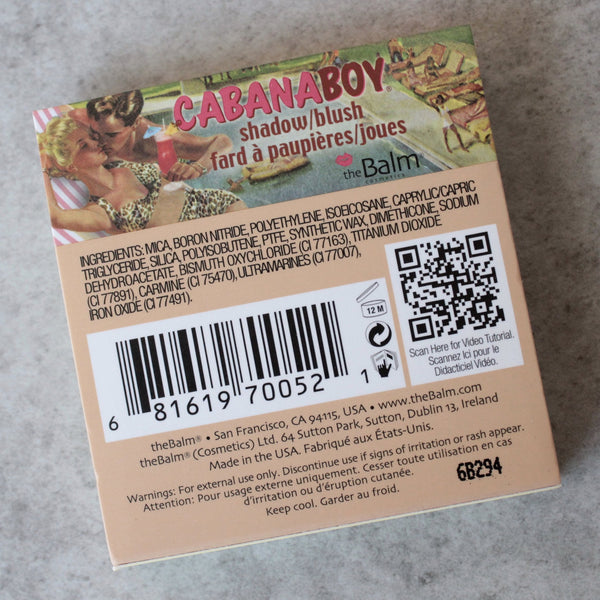 CABANABOY®
shadow/blush
fard à paupières/joues
theBalm
cosmetics
INGREDIENTS: MICA, BORON NITRIDE, POLYETHYLENE, ISOEICOSANE, CAPRYLIC/CAPRIC
TRIGLYCERIDE, SILICA, POLYISOBUTENE, PTFE, SYNTHETIC WAX, DIMETHICONE, SODIUM
DEHYDROACETATE, BISMUTH OXYCHLORIDE (CI 77163), TITANIUM DIOXIDE
(CI 77891), CARMINE (CI 75470), ULTRAMARINES (CI 77007),
IRON OXIDE (CI 77491).
12 M
Scan Here for Video Tutorial.
Scannez Ici pour le
Didacticiel Vidéo.
6 81619 70052 1
theBalm® • San Francisco, CA 94115, USA • www.theBalm.com
theBalm® (Cosmetics) Ltd. 64 Sutton Park, Sutton, Dublin 13, Ireland
Made in the USA. Fabriqué aux États-Unis.
Warnings: For external use only. Discontinue use if signs of irritation or rash appear.
Attention: Pour usage externe uniquement. Cesser toute utilisation en cas
d'irritation ou d'éruption cutanée.
Keep cool. Garder au froid.
6B294